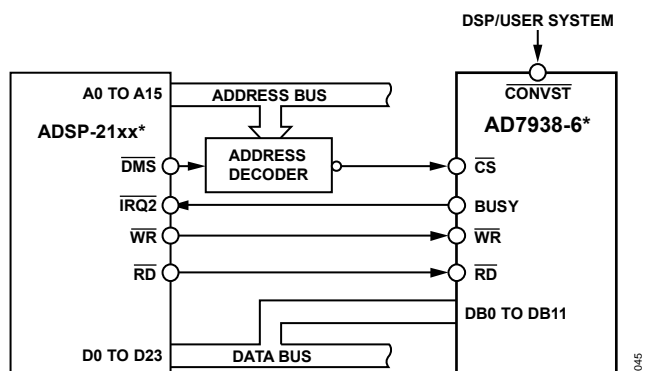 DSP/USER SYSTEM
A0 TO A15
ADDRESS BUS
CONVST
ADSP-21xx*
AD7938-6*
DMS
ADDRESS
DECODER
CS
IRQ2
BUSY
WR
WR
RD
RD
DB0 TO DB11
D0 TO D23
DATA BUS
045